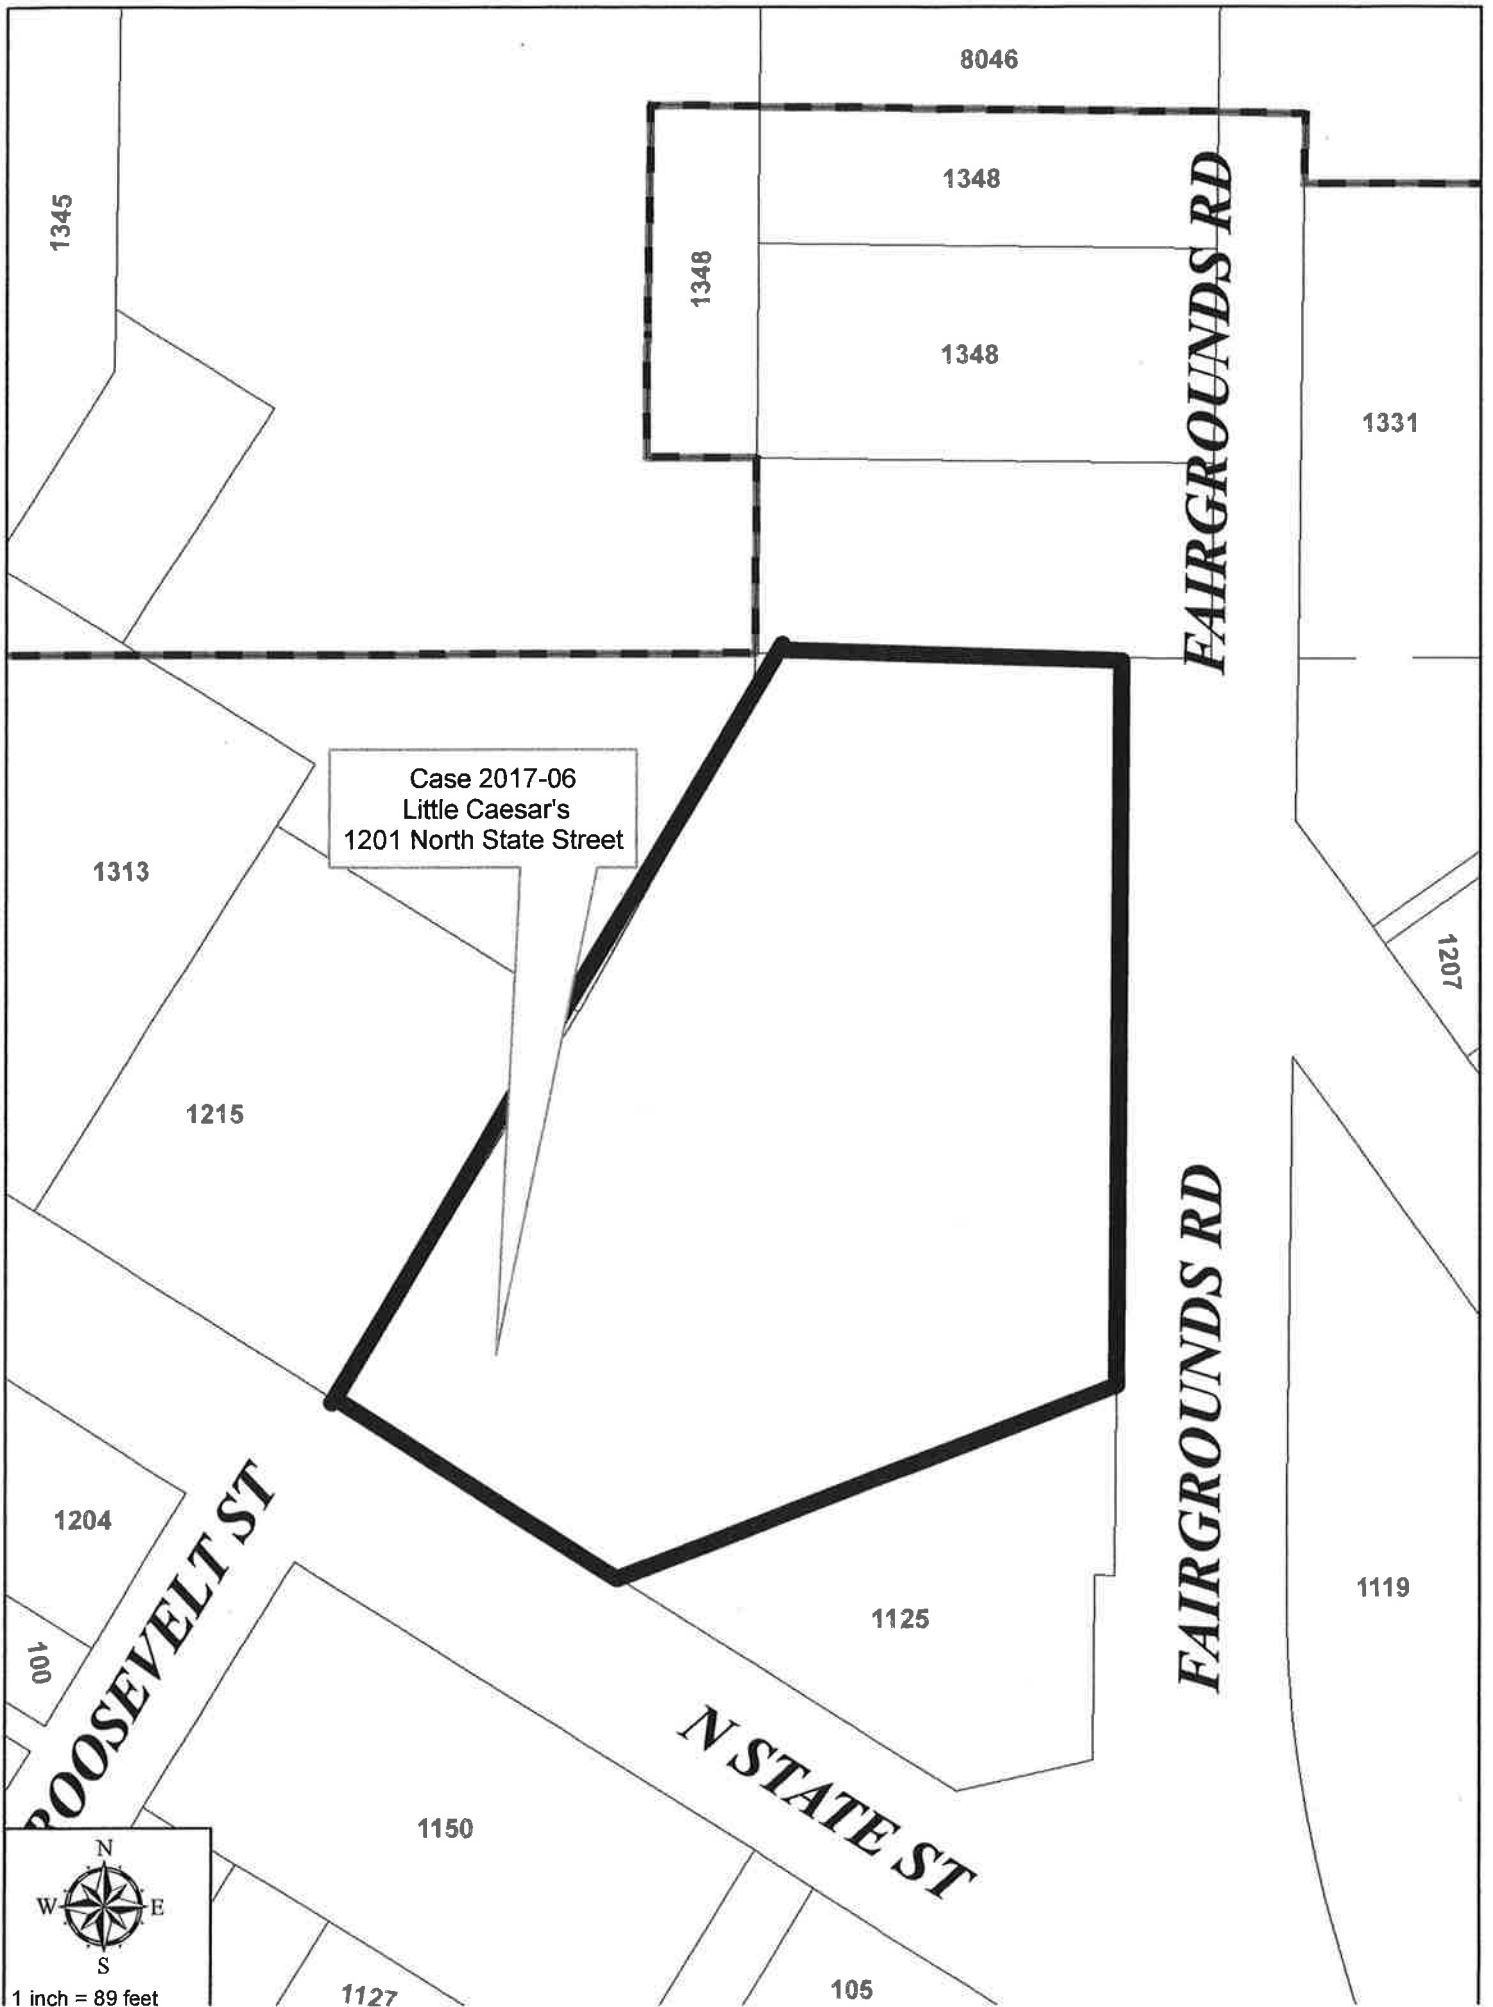 8046
1348
1345
1348
1348
1331
FAIRGROUNDS RD
Case 2017-06
Little Caesar's
1201 North State Street
1313
1207
1215
FAIRGROUNDS RD
1204
ROOSEVELT ST
1119
1125
100
N STATE ST
1150
N
W E
S
1 inch = 89 feet
1127
105